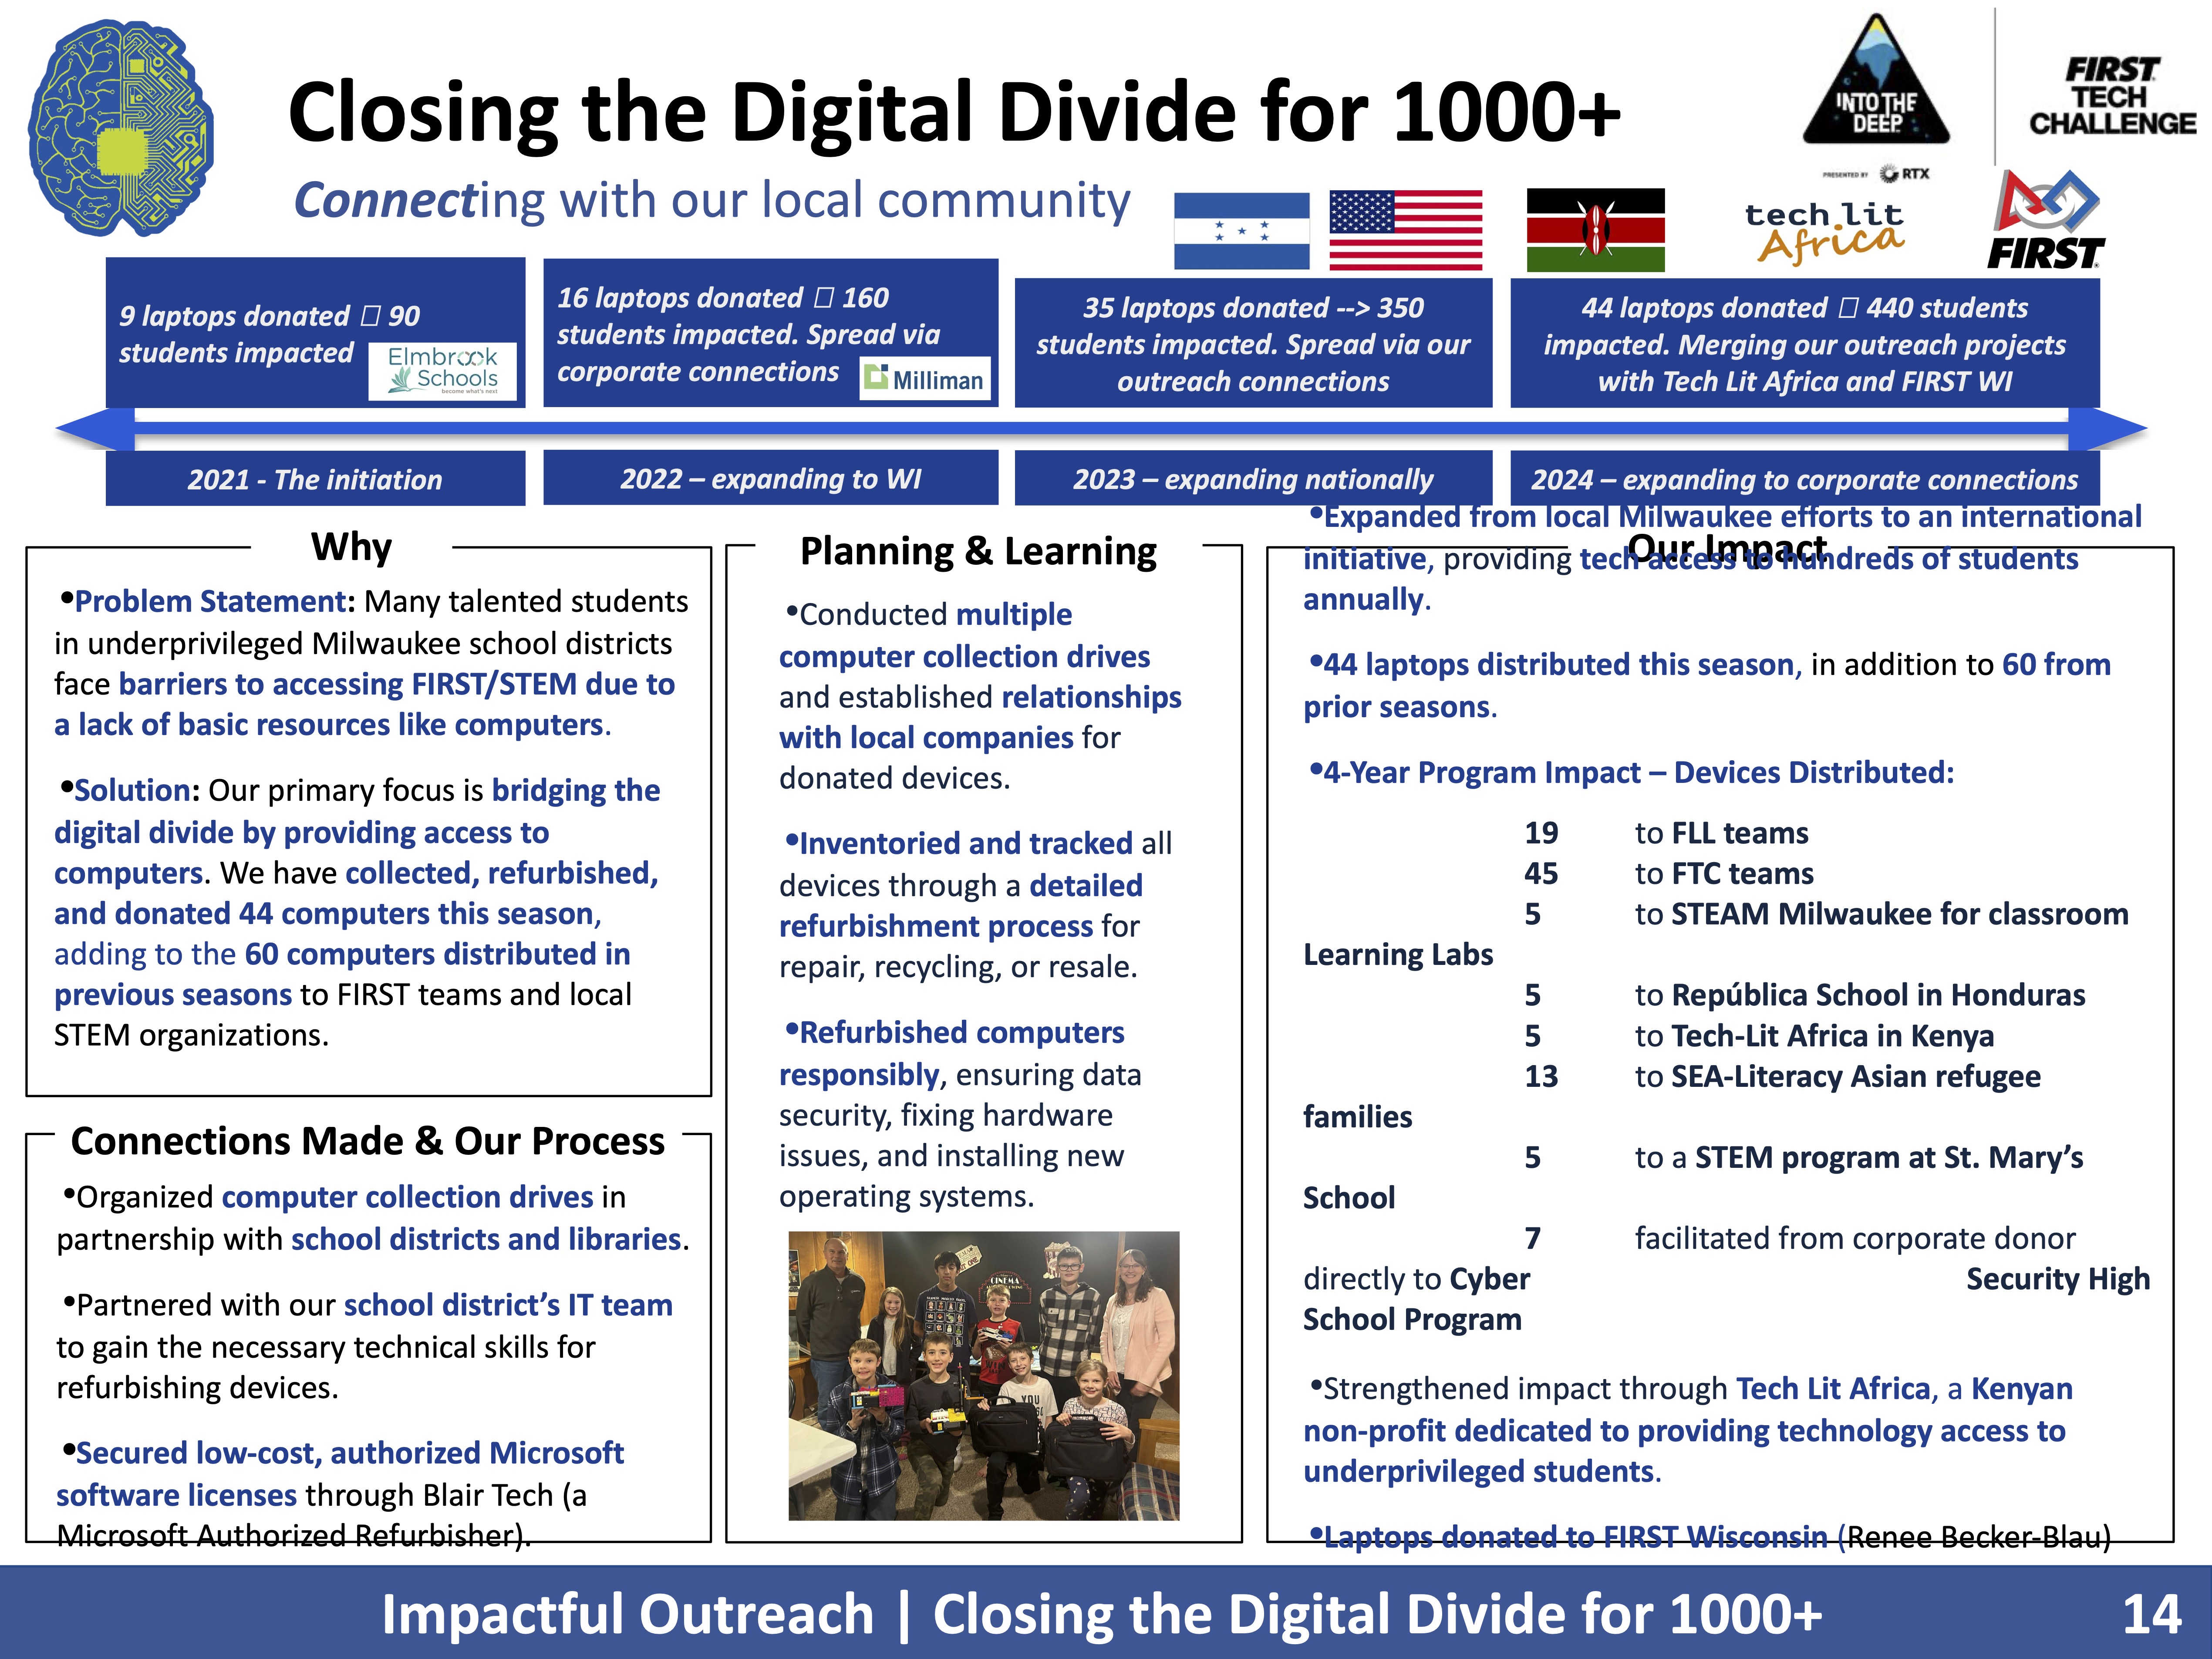 Closing the Digital Divide for 1000+
Connecting with our local community
INTO THE
DEEP
PRESENTED BY RTX
FIRST
TECH
CHALLENGE
tech lit
Africa
FIRST
9 laptops donated □ 90
students impacted
Elmbrook
Schools
become what's next
16 laptops donated □ 160
students impacted. Spread via
corporate connections
Milliman
35 laptops donated --> 350
students impacted. Spread via our
outreach connections
44 laptops donated □ 440 students
impacted. Merging our outreach projects
with Tech Lit Africa and FIRST WI
2021 - The initiation
2022 – expanding to WI
2023 – expanding nationally
2024 – expanding to corporate connections
Why
•Problem Statement: Many talented students
in underprivileged Milwaukee school districts
face barriers to accessing FIRST/STEM due to
a lack of basic resources like computers.
•Solution: Our primary focus is bridging the
digital divide by providing access to
computers. We have collected, refurbished,
and donated 44 computers this season,
adding to the 60 computers distributed in
previous seasons to FIRST teams and local
STEM organizations.
Connections Made & Our Process
•Organized computer collection drives in
partnership with school districts and libraries.
•Partnered with our school district's IT team
to gain the necessary technical skills for
refurbishing devices.
•Secured low-cost, authorized Microsoft
software licenses through Blair Tech (a
Microsoft Authorized Refurbisher).
Planning & Learning
•Conducted multiple
computer collection drives
and established relationships
with local companies for
donated devices.
•Inventoried and tracked all
devices through a detailed
refurbishment process for
repair, recycling, or resale.
•Refurbished computers
responsibly, ensuring data
security, fixing hardware
issues, and installing new
operating systems.
CINEMA
YOU
Our Impact
•Expanded from local Milwaukee efforts to an international
initiative, providing tech access to hundreds of students
annually.
•44 laptops distributed this season, in addition to 60 from
prior seasons.
•4-Year Program Impact – Devices Distributed:
19 to FLL teams
45 to FTC teams
5 to STEAM Milwaukee for classroom
Learning Labs
5 to República School in Honduras
5 to Tech-Lit Africa in Kenya
13 to SEA-Literacy Asian refugee
families
5 to a STEM program at St. Mary's
School
7 facilitated from corporate donor
directly to Cyber Security High
School Program
•Strengthened impact through Tech Lit Africa, a Kenyan
non-profit dedicated to providing technology access to
underprivileged students.
•Laptops donated to FIRST Wisconsin (Renee Becker-Blau)
Impactful Outreach | Closing the Digital Divide for 1000+
14